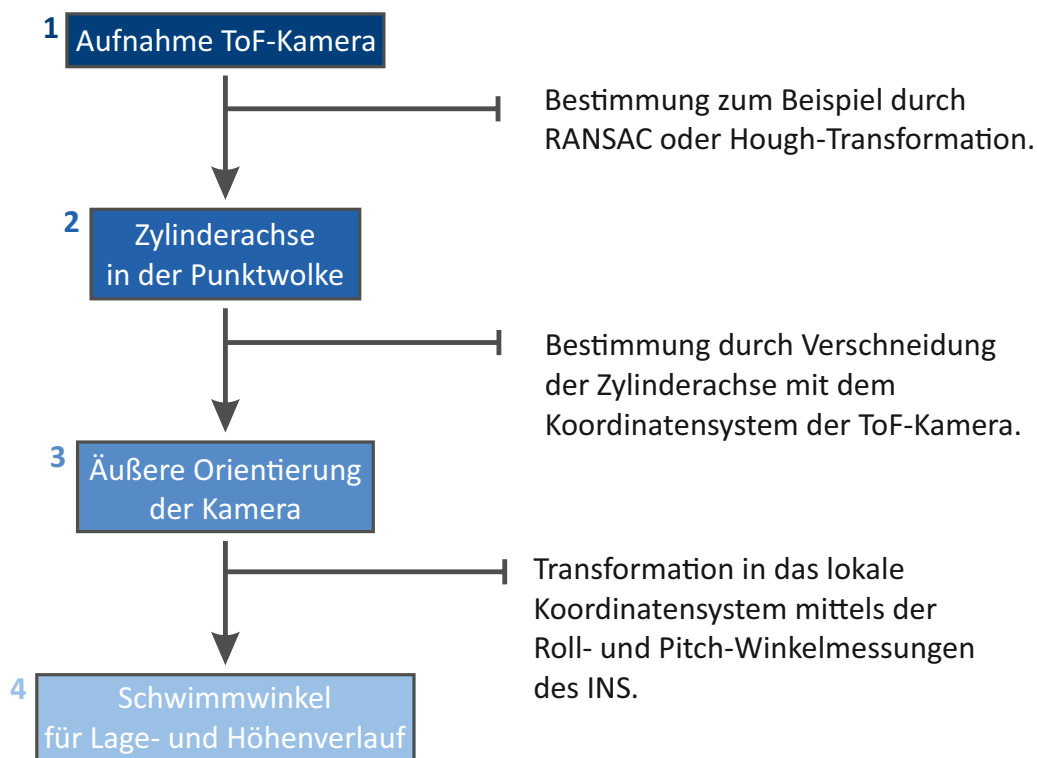 1
Aufnahme ToF-Kamera
Bestimmung zum Beispiel durch
RANSAC oder Hough-Transformation.
2
Zylinderachse
in der Punktwolke
Bestimmung durch Verschneidung
der Zylinderachse mit dem
Koordinatensystem der ToF-Kamera.
3
Äußere Orientierung
der Kamera
Transformation in das lokale
Koordinatensystem mittels der
Roll- und Pitch-Winkelmessungen
des INS.
4
Schwimmwinkel
für Lage- und Höhenverlauf